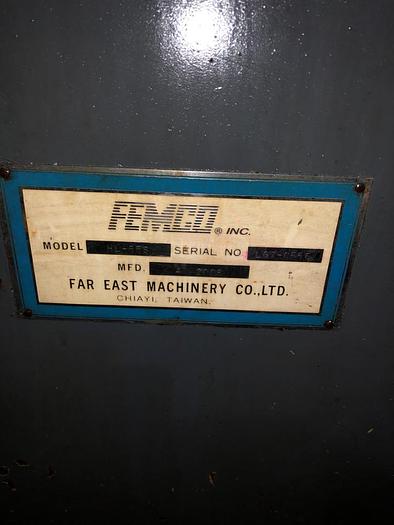 FEMCO® INC.
MODEL SERIAL NO
MFD.
FAR EAST MACHINERY CO.,LTD.
CHIAYI, TAIWAN.